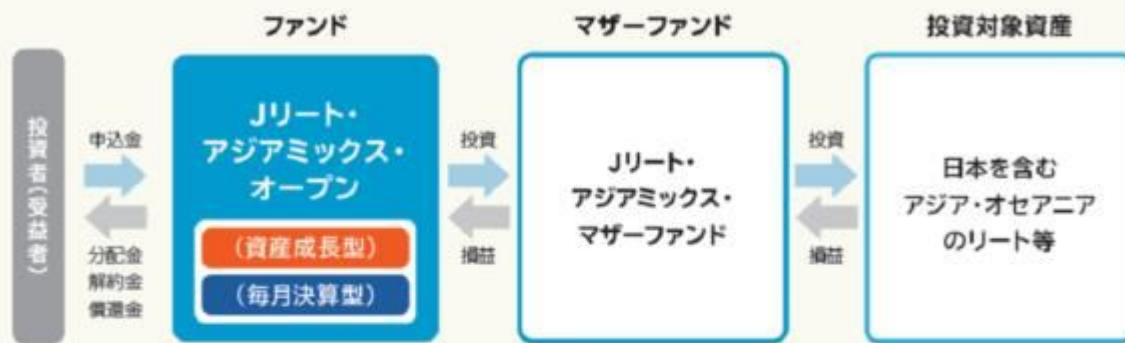 ファンド
マザーファンド
投資対象資産
投資者(受益者)
申込金
分配金
解約金
償還金
Jリート・
アジアミックス・
オープン
(資産成長型)
(毎月決算型)
投資
損益
Jリート・
アジアミックス・
マザーファンド
投資
損益
日本を含む
アジア・オセアニア
のリート等